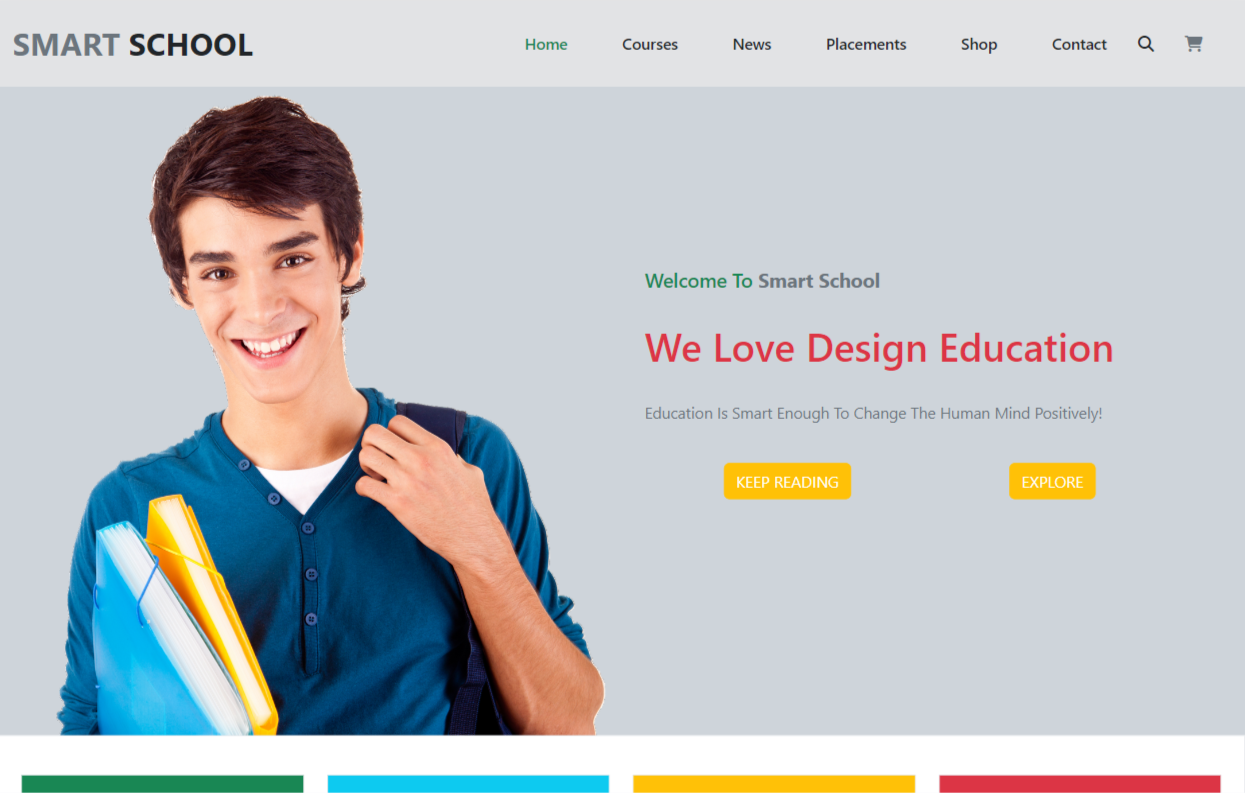 SMART SCHOOL
Home Courses News Placements Shop Contact
Welcome To Smart School
We Love Design Education
Education Is Smart Enough To Change The Human Mind Positively!
KEEP READING EXPLORE